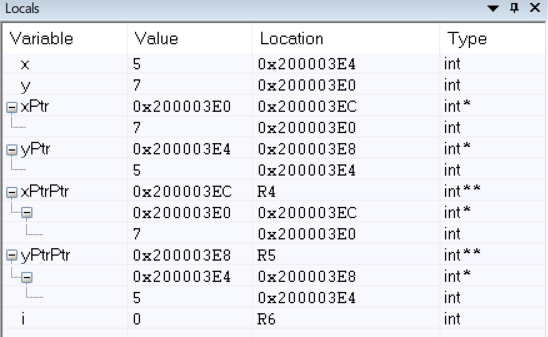 Locals
Variable Value Location Type
x 5 0x200003E4 int
y 7 0x200003E0 int
xPtr 0x200003E0 0x200003EC int*
7 0x200003E0 int
yPtr 0x200003E4 0x200003E8 int*
5 0x200003E4 int
xPtrPtr 0x200003EC R4 int**
0x200003E0 0x200003EC int*
7 0x200003E0 int
yPtrPtr 0x200003E8 R5 int**
0x200003E4 0x200003E8 int*
5 0x200003E4 int
i 0 R6 int